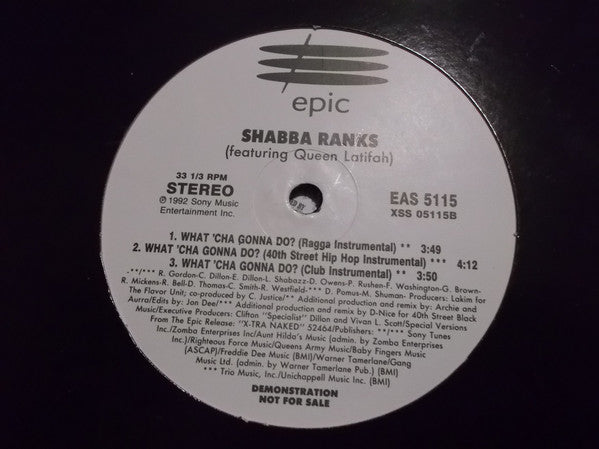 epic
SHABBA RANKS
(featuring Queen Latifah)
33 1/3 RPM
STEREO
℗ 1992 Sony Music
Entertainment Inc.
EAS 5115
XSS 05115B
1. WHAT 'CHA GONNA DO? (Ragga Instrumental) ** 3:49
2. WHAT 'CHA GONNA DO? (40th Street Hip Hop Instrumental) *** 4:12
3. WHAT 'CHA GONNA DO? (Club Instrumental) ** 3:50
-**/*** R. Gordon-C. Dillon-E. Dillon-L. Shabazz-D. Owens-P. Rushen-F. Washington-G. Brown-
R. Mickens-R. Bell-D. Thomas-C. Smith-R. Westfield-*** D. Pomus-M. Shuman- Producers: Lakim for
The Flavor Unit; co-produced by C. Justice/** Additional production and remix by: Archie and
Aurra/Edits by: Jan Dee/*** Additional production and remix by D-Nice for 40th Street Black
Music/Executive Producers: Clifton "Specialist" Dillon and Vivan L. Scott/Special Versions
From The Epic Release: "X-TRA NAKED" 52464/Publishers: **/*** Sony Tunes
Inc./Zomba Enterprises Inc/Aunt Hilda's Music (admin. by Zomba Enterprises
Inc.)/Righteous Force Music/Queens Army Music/Baby Fingers Music
(ASCAP)/Freddie Dee Music (BMI)/Warner Tamerlane/Gang
Music Ltd. (admin. by Warner Tamerlane Pub.) (BMI)
*** Trio Music, Inc./Unichappell Music Inc. (BMI)
DEMONSTRATION
NOT FOR SALE